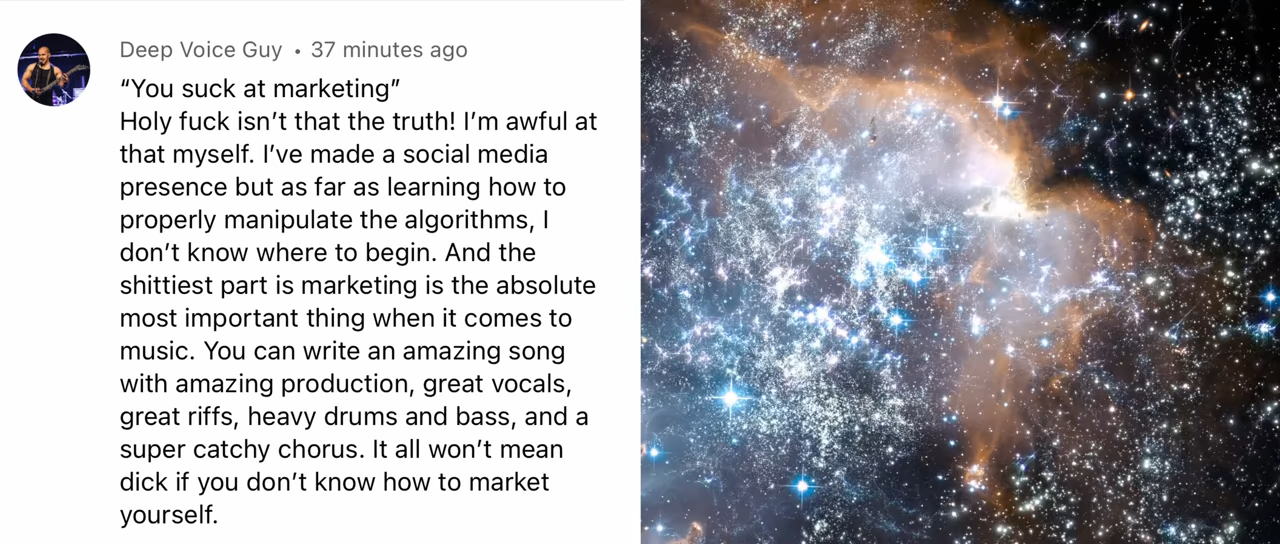 Deep Voice Guy • 37 minutes ago
“You suck at marketing”
Holy fuck isn’t that the truth! I’m awful at
that myself. I’ve made a social media
presence but as far as learning how to
properly manipulate the algorithms, I
don’t know where to begin. And the
shittiest part is marketing is the absolute
most important thing when it comes to
music. You can write an amazing song
with amazing production, great vocals,
great riffs, heavy drums and bass, and a
super catchy chorus. It all won’t mean
dick if you don’t know how to market
yourself.